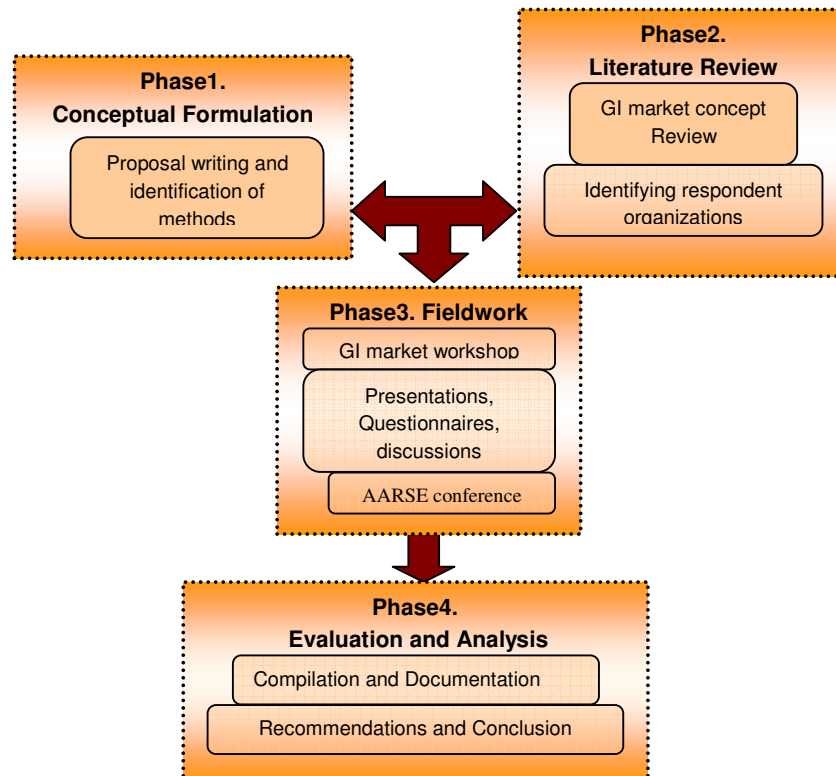 Phase1.
Conceptual Formulation
Proposal writing and
identification of
methods
Phase2.
Literature Review
GI market concept
Review
Identifying respondent
organizations
Phase3. Fieldwork
GI market workshop
Presentations,
Questionnaires,
discussions
AARSE conference
Phase4.
Evaluation and Analysis
Compilation and Documentation
Recommendations and Conclusion